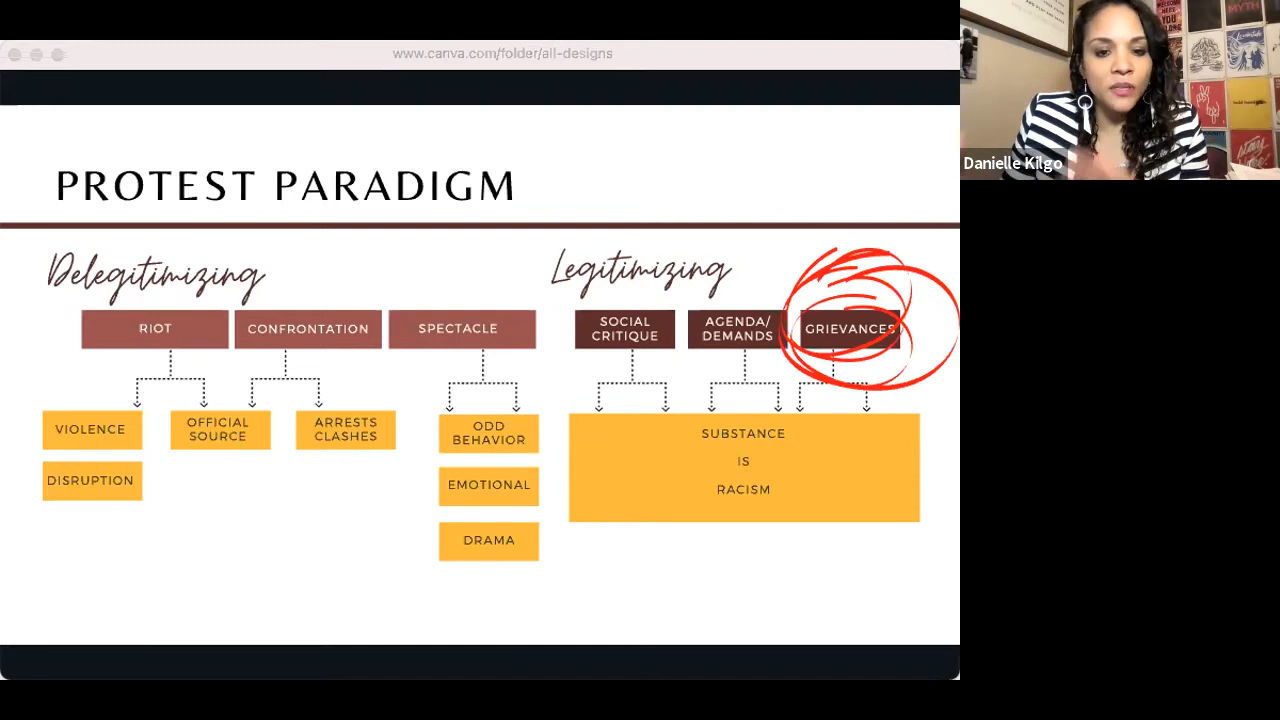 www.canva.com/folder/all-designs
Danielle Kilgo
PROTEST PARADIGM
Delegitimizing
Legitimizing
RIOT
CONFRONTATION
SPECTACLE
SOCIAL
CRITIQUE
AGENDA/
DEMANDS
GRIEVANCES
VIOLENCE
DISRUPTION
OFFICIAL
SOURCE
ARRESTS
CLASHES
ODD
BEHAVIOR
EMOTIONAL
DRAMA
SUBSTANCE
IS
RACISM
MYTH